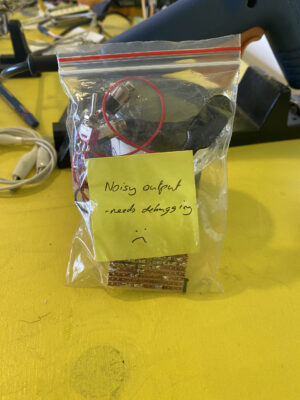 Noisy output
- needs debugging
:(